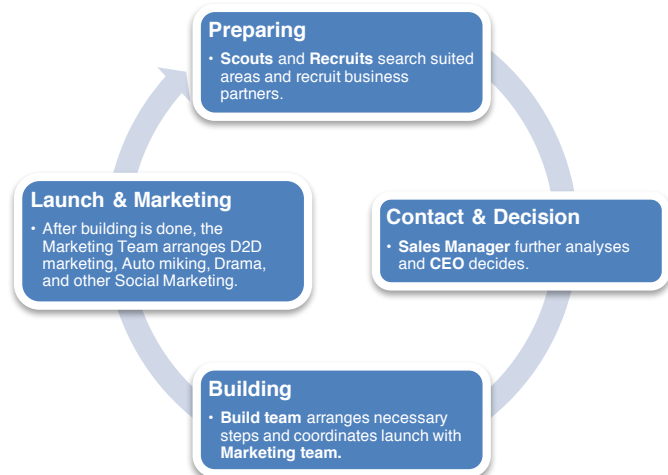 Preparing
• Scouts and Recruits search suited
areas and recruit business
partners.
Contact & Decision
• Sales Manager further analyses
and CEO decides.
Building
• Build team arranges necessary
steps and coordinates launch with
Marketing team.
Launch & Marketing
• After building is done, the
Marketing Team arranges D2D
marketing, Auto miking, Drama,
and other Social Marketing.